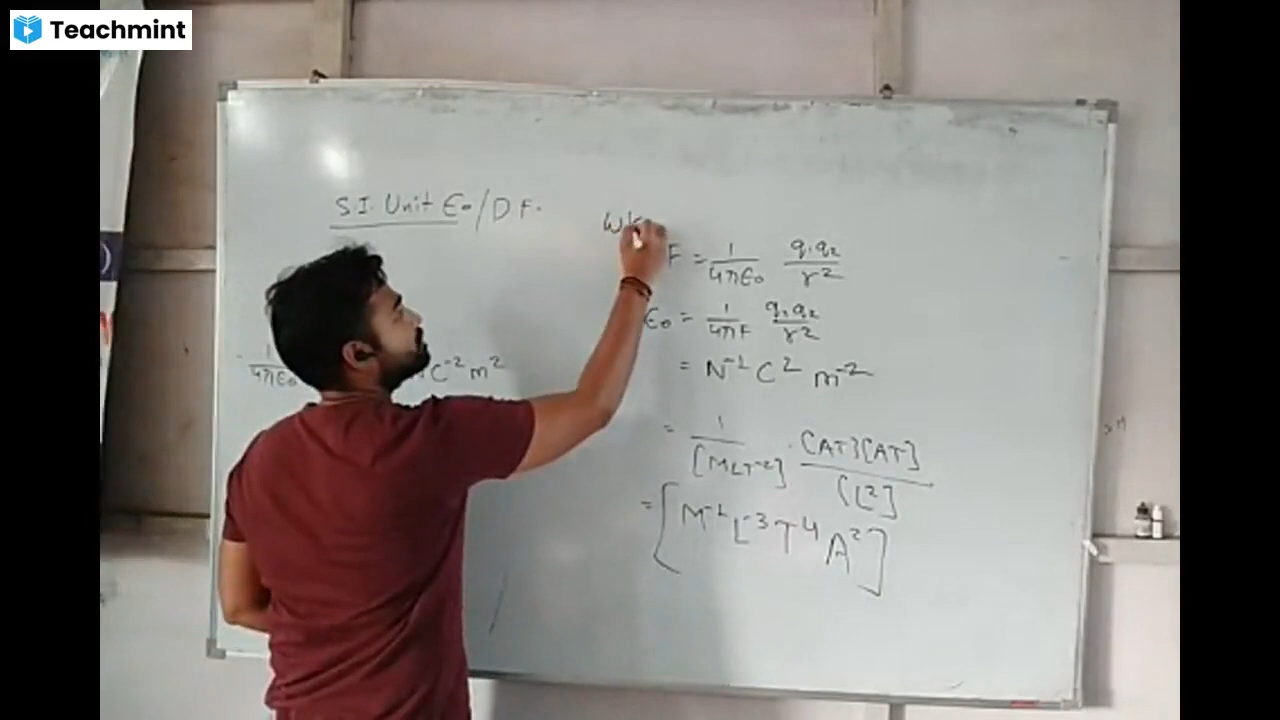 Teachmint
S.I. Unit ε₀/D.F.
WK
F = 1/4πε₀ q₁q₂/r²
ε₀ = 1/4πF q₁q₂/r²
1/4πε₀ C⁻² m²
= N⁻¹ C² m⁻²
= 1/[MLT⁻²] · [AT][AT]/[L²]
= [M⁻¹ L⁻³ T⁴ A²]